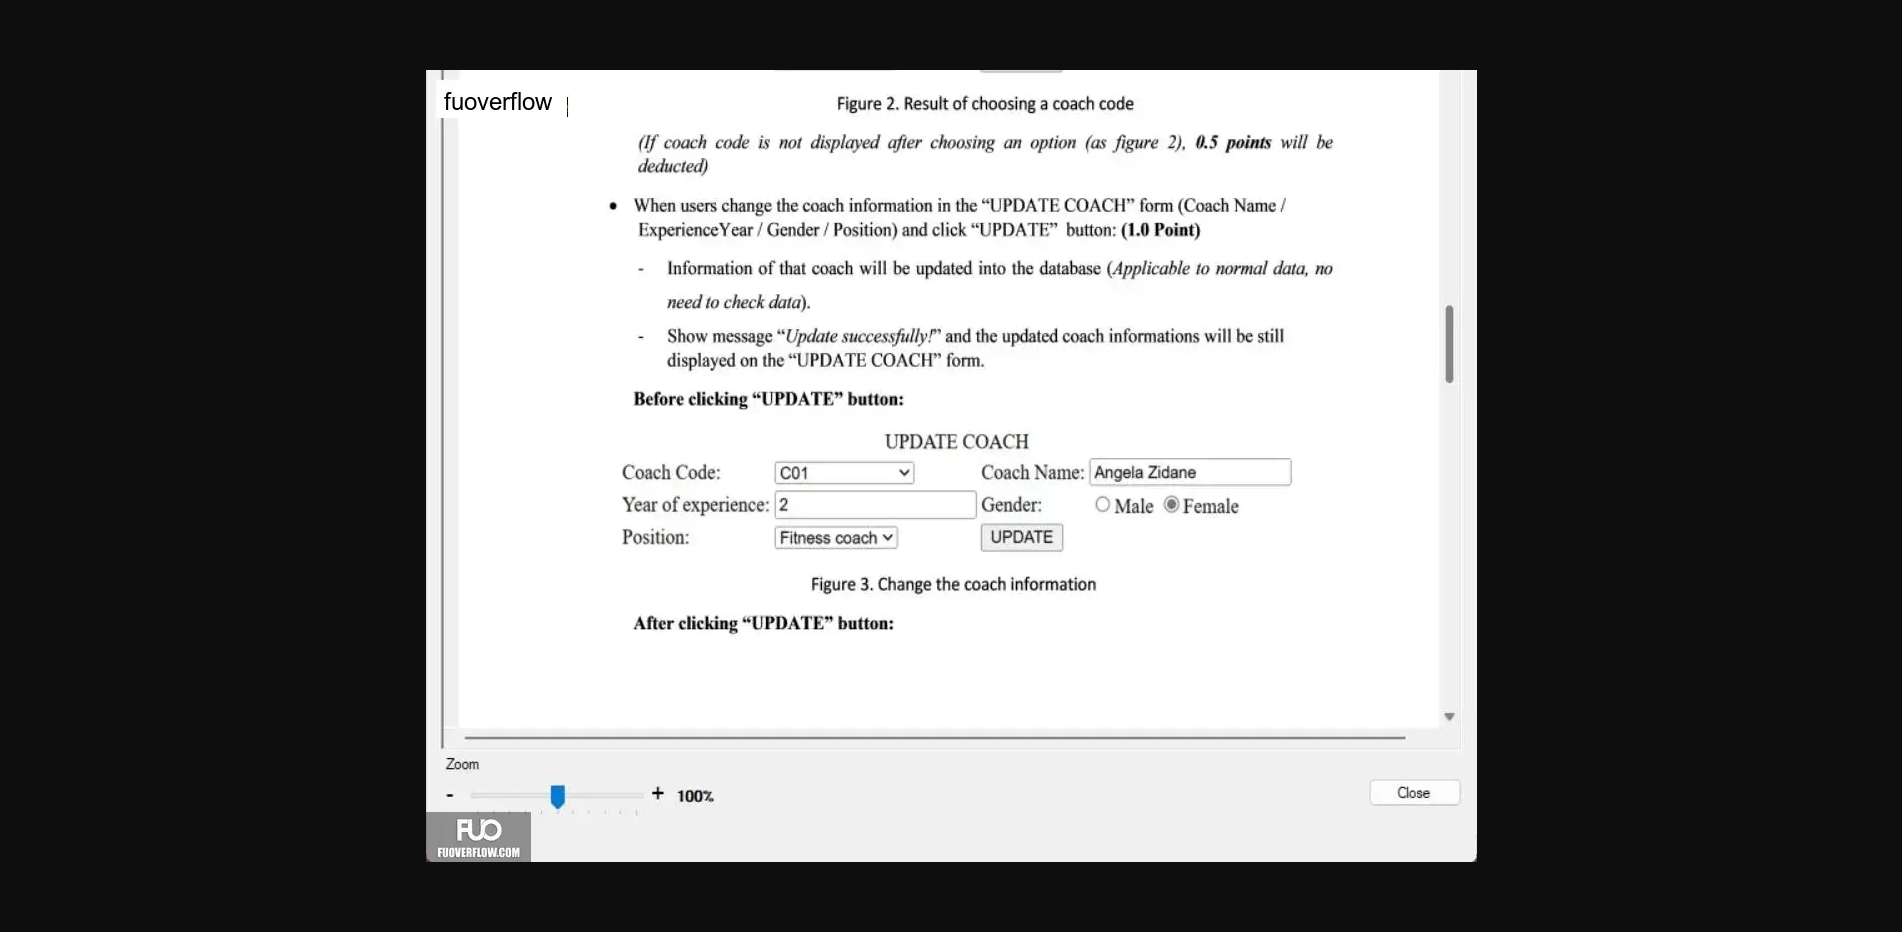 fuoverflow
Figure 2. Result of choosing a coach code
(If coach code is not displayed after choosing an option (as figure 2), 0.5 points will be
deducted)
• When users change the coach information in the “UPDATE COACH” form (Coach Name /
ExperienceYear / Gender / Position) and click “UPDATE” button: (1.0 Point)
- Information of that coach will be updated into the database (Applicable to normal data, no
need to check data).
- Show message “Update successfully!” and the updated coach informations will be still
displayed on the “UPDATE COACH” form.
Before clicking “UPDATE” button:
UPDATE COACH
Coach Code: C01 Coach Name: Angela Zidane
Year of experience: 2 Gender: Male Female
Position: Fitness coach UPDATE
Figure 3. Change the coach information
After clicking “UPDATE” button:
Zoom
- + 100%
Close
FUO
FUOVERFLOW.COM